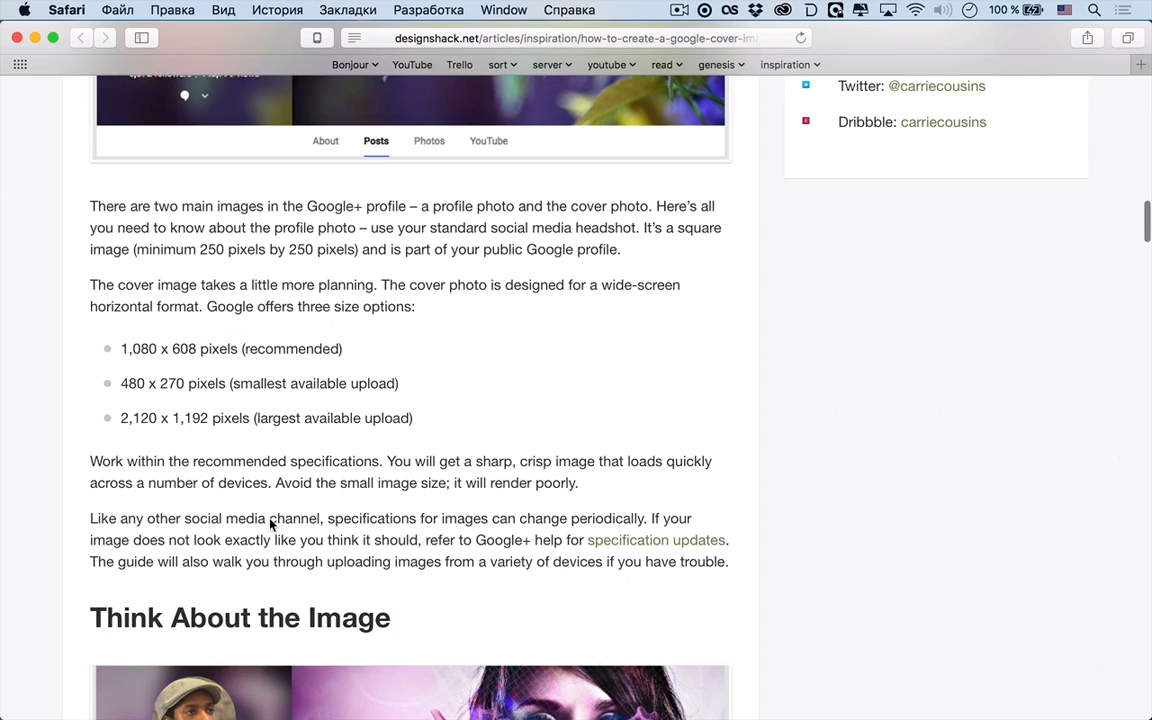 Safari Файл Правка Вид История Закладки Разработка Window Справка 100 %
designshack.net/articles/inspiration/how-to-create-a-google-cover-im
Bonjour YouTube Trello sort server youtube read genesis inspiration
About Posts Photos YouTube
Twitter: @carriecousins
Dribbble: carriecousins
There are two main images in the Google+ profile – a profile photo and the cover photo. Here’s all
you need to know about the profile photo – use your standard social media headshot. It’s a square
image (minimum 250 pixels by 250 pixels) and is part of your public Google profile.
The cover image takes a little more planning. The cover photo is designed for a wide-screen
horizontal format. Google offers three size options:
1,080 x 608 pixels (recommended)
480 x 270 pixels (smallest available upload)
2,120 x 1,192 pixels (largest available upload)
Work within the recommended specifications. You will get a sharp, crisp image that loads quickly
across a number of devices. Avoid the small image size; it will render poorly.
Like any other social media channel, specifications for images can change periodically. If your
image does not look exactly like you think it should, refer to Google+ help for specification updates.
The guide will also walk you through uploading images from a variety of devices if you have trouble.
Think About the Image